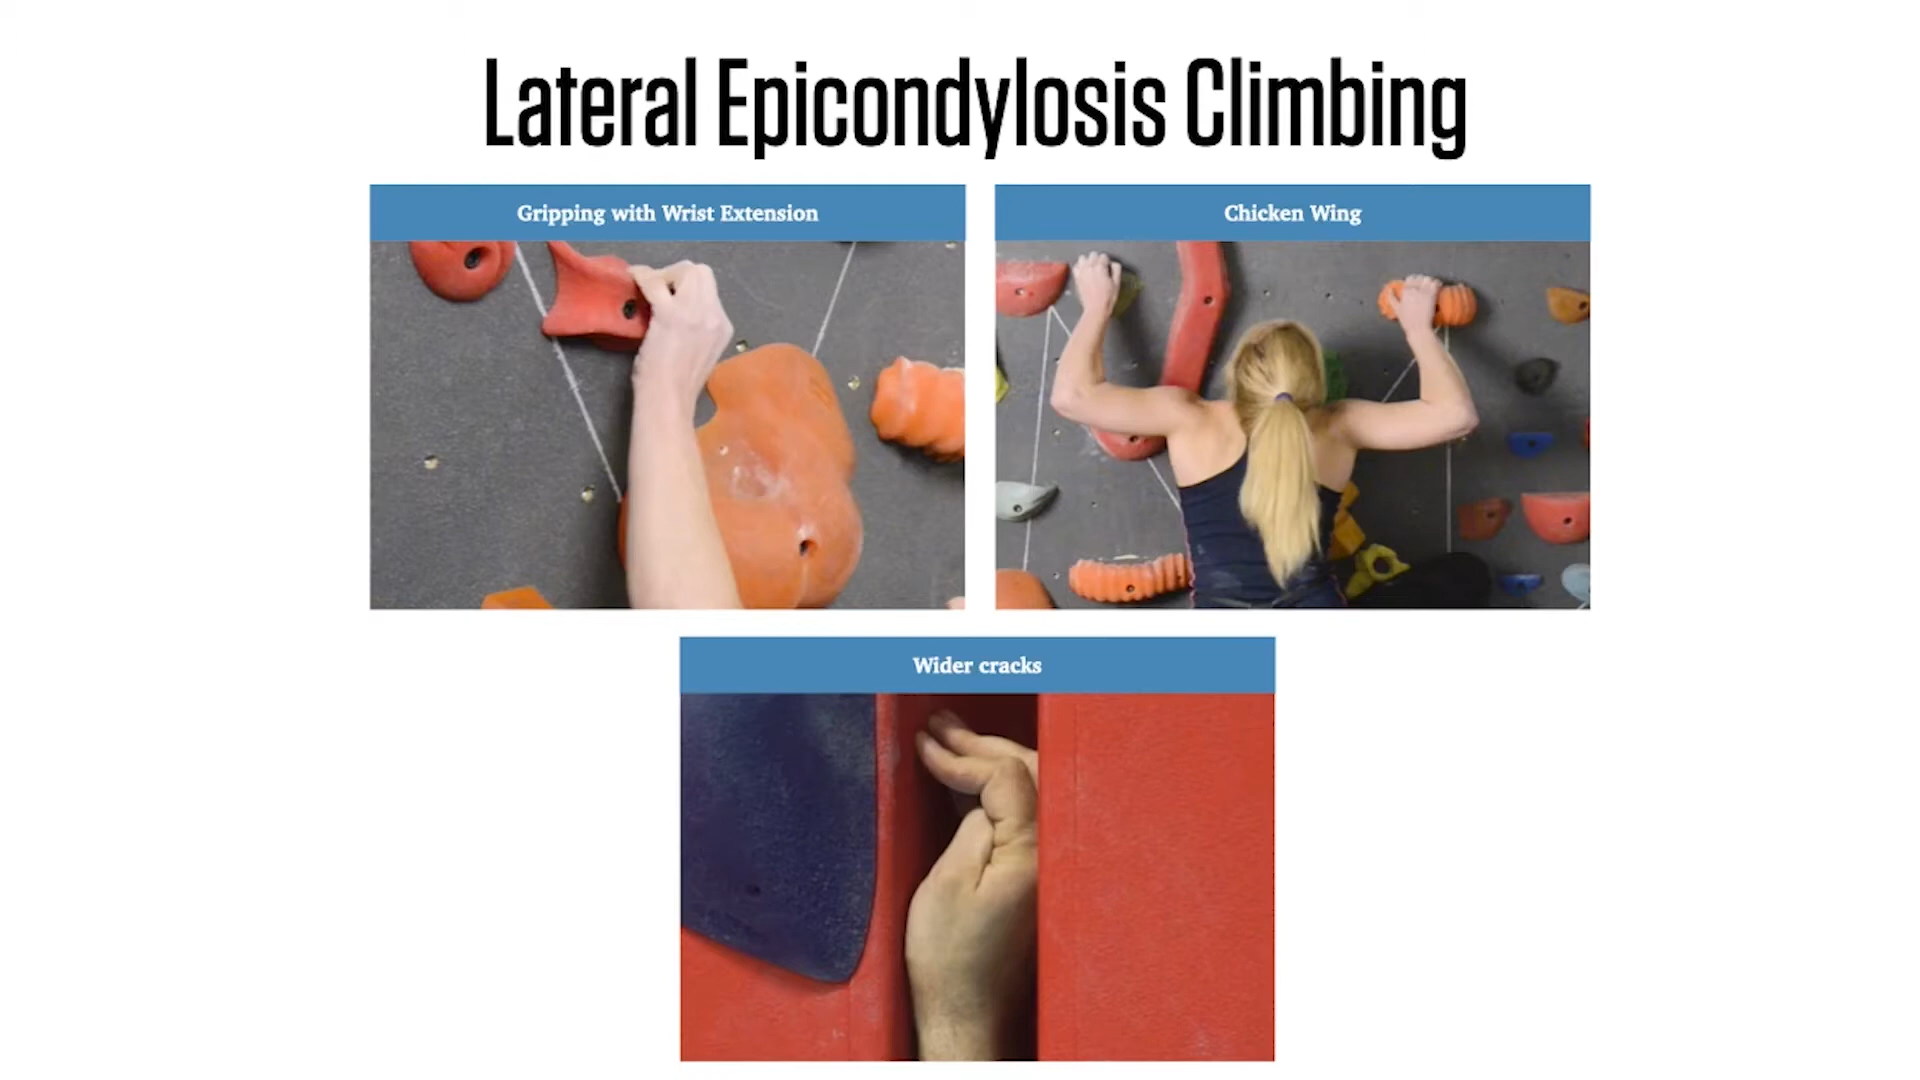 Lateral Epicondylosis Climbing
Gripping with Wrist Extension
Chicken Wing
Wider cracks